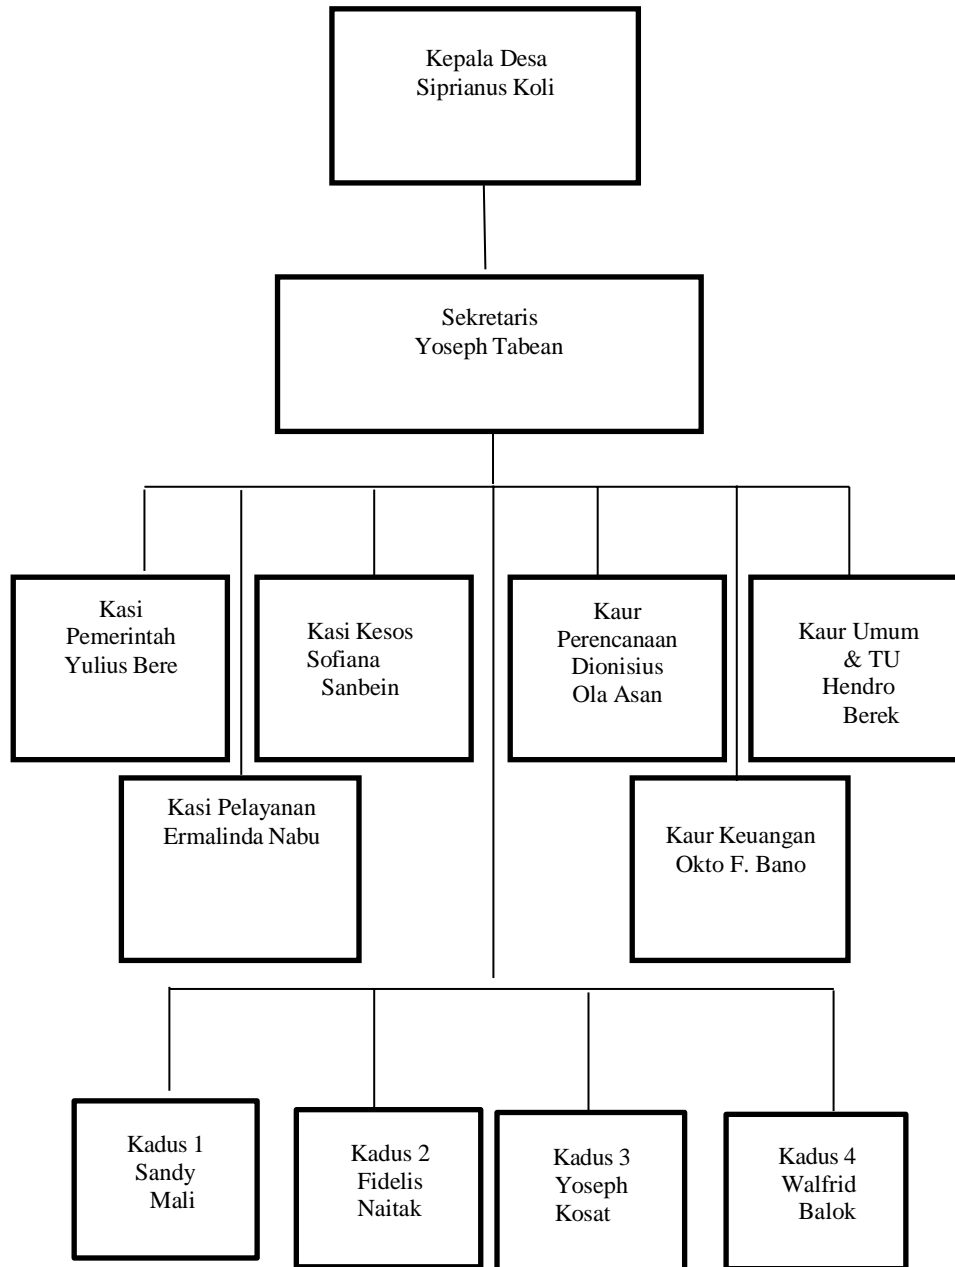 Kepala Desa
Siprianus Koli
Sekretaris
Yoseph Tabean
Kasi
Pemerintah
Yulius Bere
Kasi Kesos
Sofiana
Sanbein
Kaur
Perencanaan
Dionisius
Ola Asan
Kaur Umum
& TU
Hendro
Berek
Kasi Pelayanan
Ermalinda Nabu
Kaur Keuangan
Okto F. Bano
Kadus 1
Sandy
Mali
Kadus 2
Fidelis
Naitak
Kadus 3
Yoseph
Kosat
Kadus 4
Walfrid
Balok